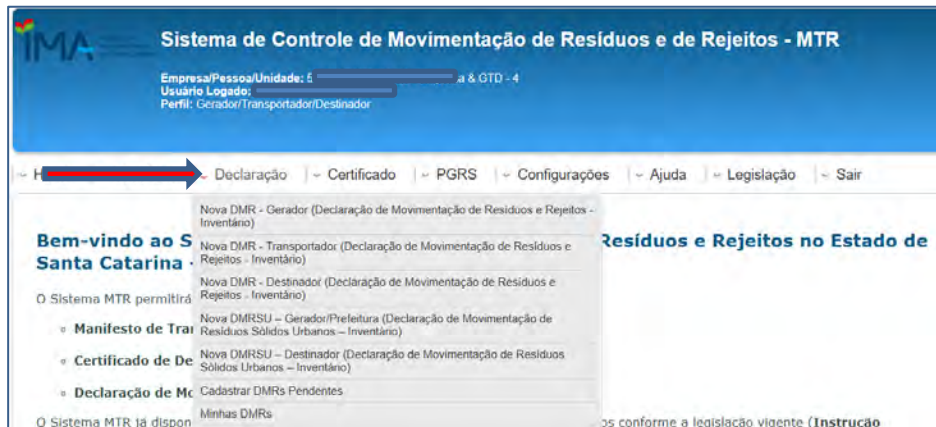 IMA
Sistema de Controle de Movimentação de Resíduos e de Rejeitos - MTR
Empresa/Pessoa/Unidade: a & GTD - 4
Usuário Logado:
Perfil: Gerador/Transportador/Destinador
H Declaração Certificado PGRS Configurações Ajuda Legislação Sair
Nova DMR - Gerador (Declaração de Movimentação de Residuos e Rejeitos -
Inventário)
Nova DMR - Transportador (Declaração de Movimentação de Resíduos e
Rejeitos - Inventário)
Nova DMR - Destinador (Declaração de Movimentação de Residuos e
Rejeitos - Inventário)
Nova DMRSU – Gerador/Prefeitura (Declaração de Movimentação de
Resíduos Sólidos Urbanos – Inventário)
Nova DMRSU – Destinador (Declaração de Movimentação de Resíduos
Sólidos Urbanos – Inventário)
Cadastrar DMRs Pendentes
Minhas DMRs
Bem-vindo ao S Resíduos e Rejeitos no Estado de
Santa Catarina -
O Sistema MTR permitirá
Manifesto de Tra
Certificado de De
Declaração de Mo
O Sistema MTR já dispon os conforme a legislação vigente (Instrução